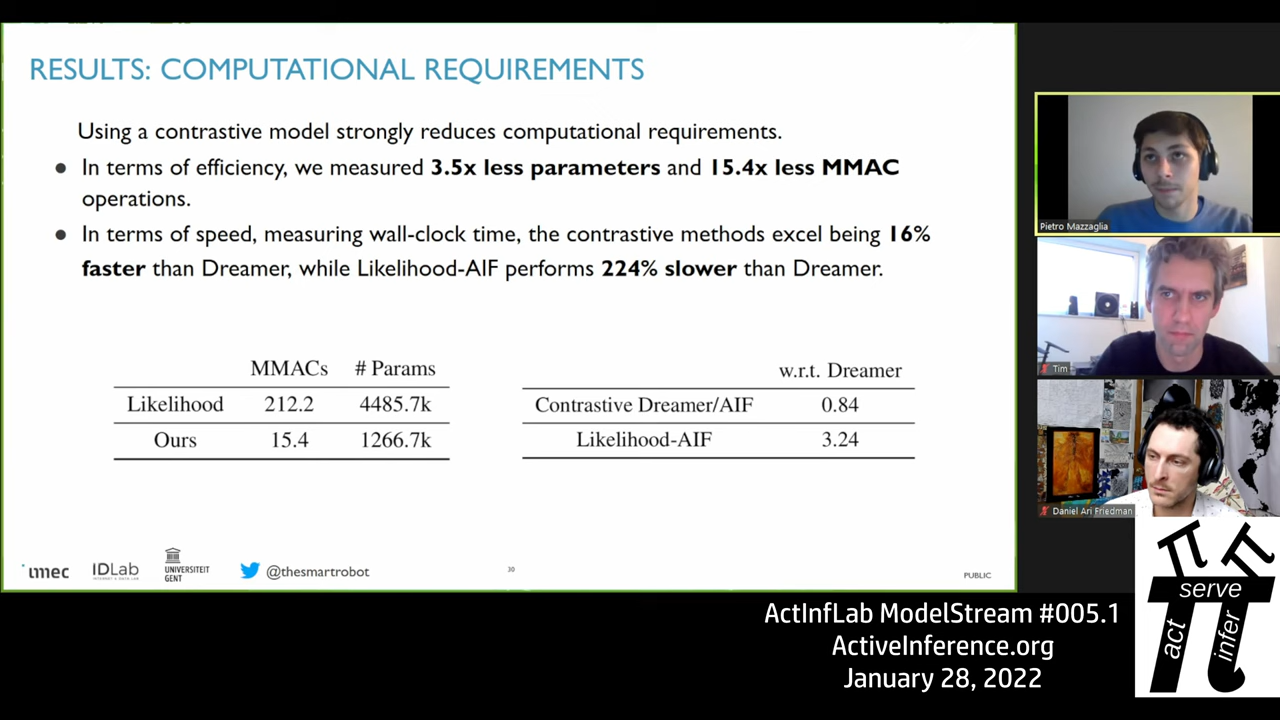 RESULTS: COMPUTATIONAL REQUIREMENTS
Using a contrastive model strongly reduces computational requirements.
● In terms of efficiency, we measured 3.5x less parameters and 15.4x less MMAC
operations.
● In terms of speed, measuring wall-clock time, the contrastive methods excel being 16%
faster than Dreamer, while Likelihood-AIF performs 224% slower than Dreamer.
MMACs # Params
Likelihood 212.2 4485.7k
Ours 15.4 1266.7k
w.r.t. Dreamer
Contrastive Dreamer/AIF 0.84
Likelihood-AIF 3.24
imec
IDLab
UNIVERSITEIT
GENT
@thesmartrobot
30
PUBLIC
Pietro Mazzaglia
Tim
Daniel Ari Friedman
act
serve
infer
ActInfLab ModelStream #005.1
ActiveInference.org
January 28, 2022